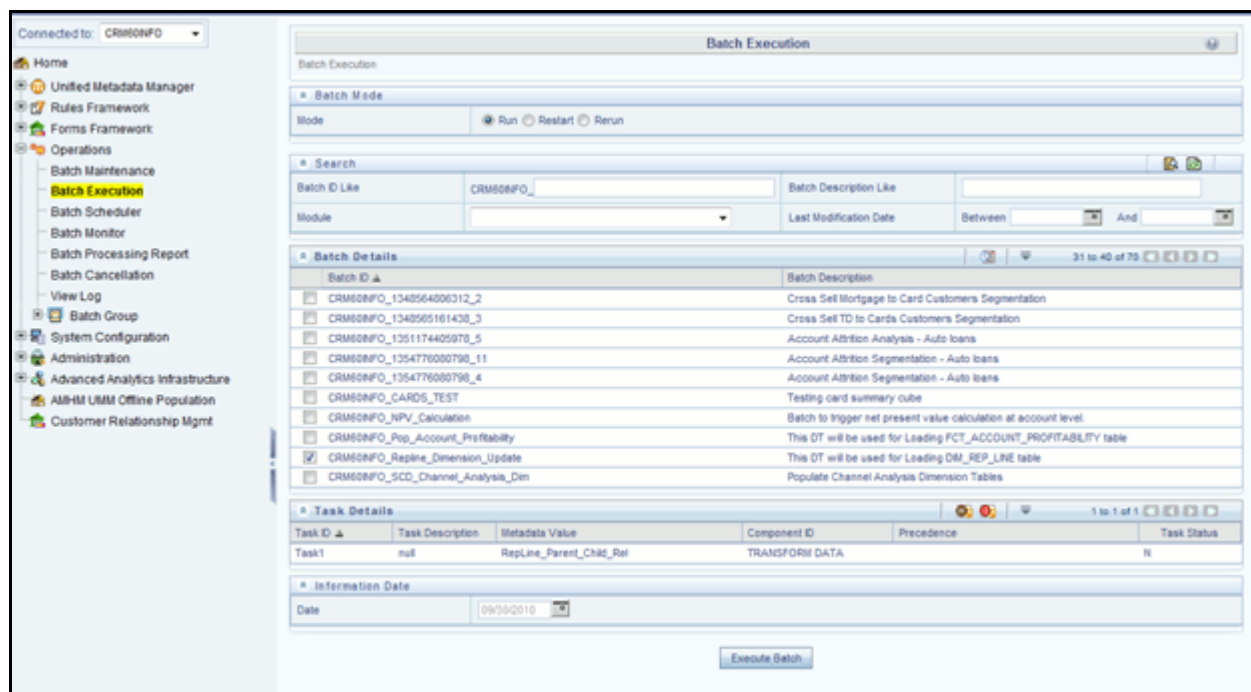 Connected to: CRM60INFO
Home
Unified Metadata Manager
Rules Framework
Forms Framework
Operations
Batch Maintenance
Batch Execution
Batch Scheduler
Batch Monitor
Batch Processing Report
Batch Cancellation
View Log
Batch Group
System Configuration
Administration
Advanced Analytics Infrastructure
AMHM UMM Offline Population
Customer Relationship Mgmt
Batch Execution
Batch Execution
Batch Mode
Mode Run Restart Rerun
Search
Batch ID Like CRM60INFO_ Batch Description Like
Module Last Modification Date Between And
Batch Details 31 to 40 of 70
Batch ID Batch Description
CRM60INFO_1348564806312_2 Cross Sell Mortgage to Card Customers Segmentation
CRM60INFO_1348565161438_3 Cross Sell TD to Cards Customers Segmentation
CRM60INFO_1351174405978_5 Account Attrition Analysis - Auto loans
CRM60INFO_1354776080798_11 Account Attrition Segmentation - Auto loans
CRM60INFO_1354776080798_4 Account Attrition Segmentation - Auto loans
CRM60INFO_CARDS_TEST Testing card summary cube
CRM60INFO_NPV_Calculation Batch to trigger net present value calculation at account level.
CRM60INFO_Pop_Account_Profitability This DT will be used for Loading FCT_ACCOUNT_PROFITABILITY table
CRM60INFO_Repline_Dimension_Update This DT will be used for Loading DIM_REP_LINE table
CRM60INFO_SCD_Channel_Analysis_Dim Populate Channel Analysis Dimension Tables
Task Details 1 to 1 of 1
Task ID Task Description Metadata Value Component ID Precedence Task Status
Task1 null RepLine_Parent_Child_Rel TRANSFORM DATA N
Information Date
Date 09/30/2010
Execute Batch